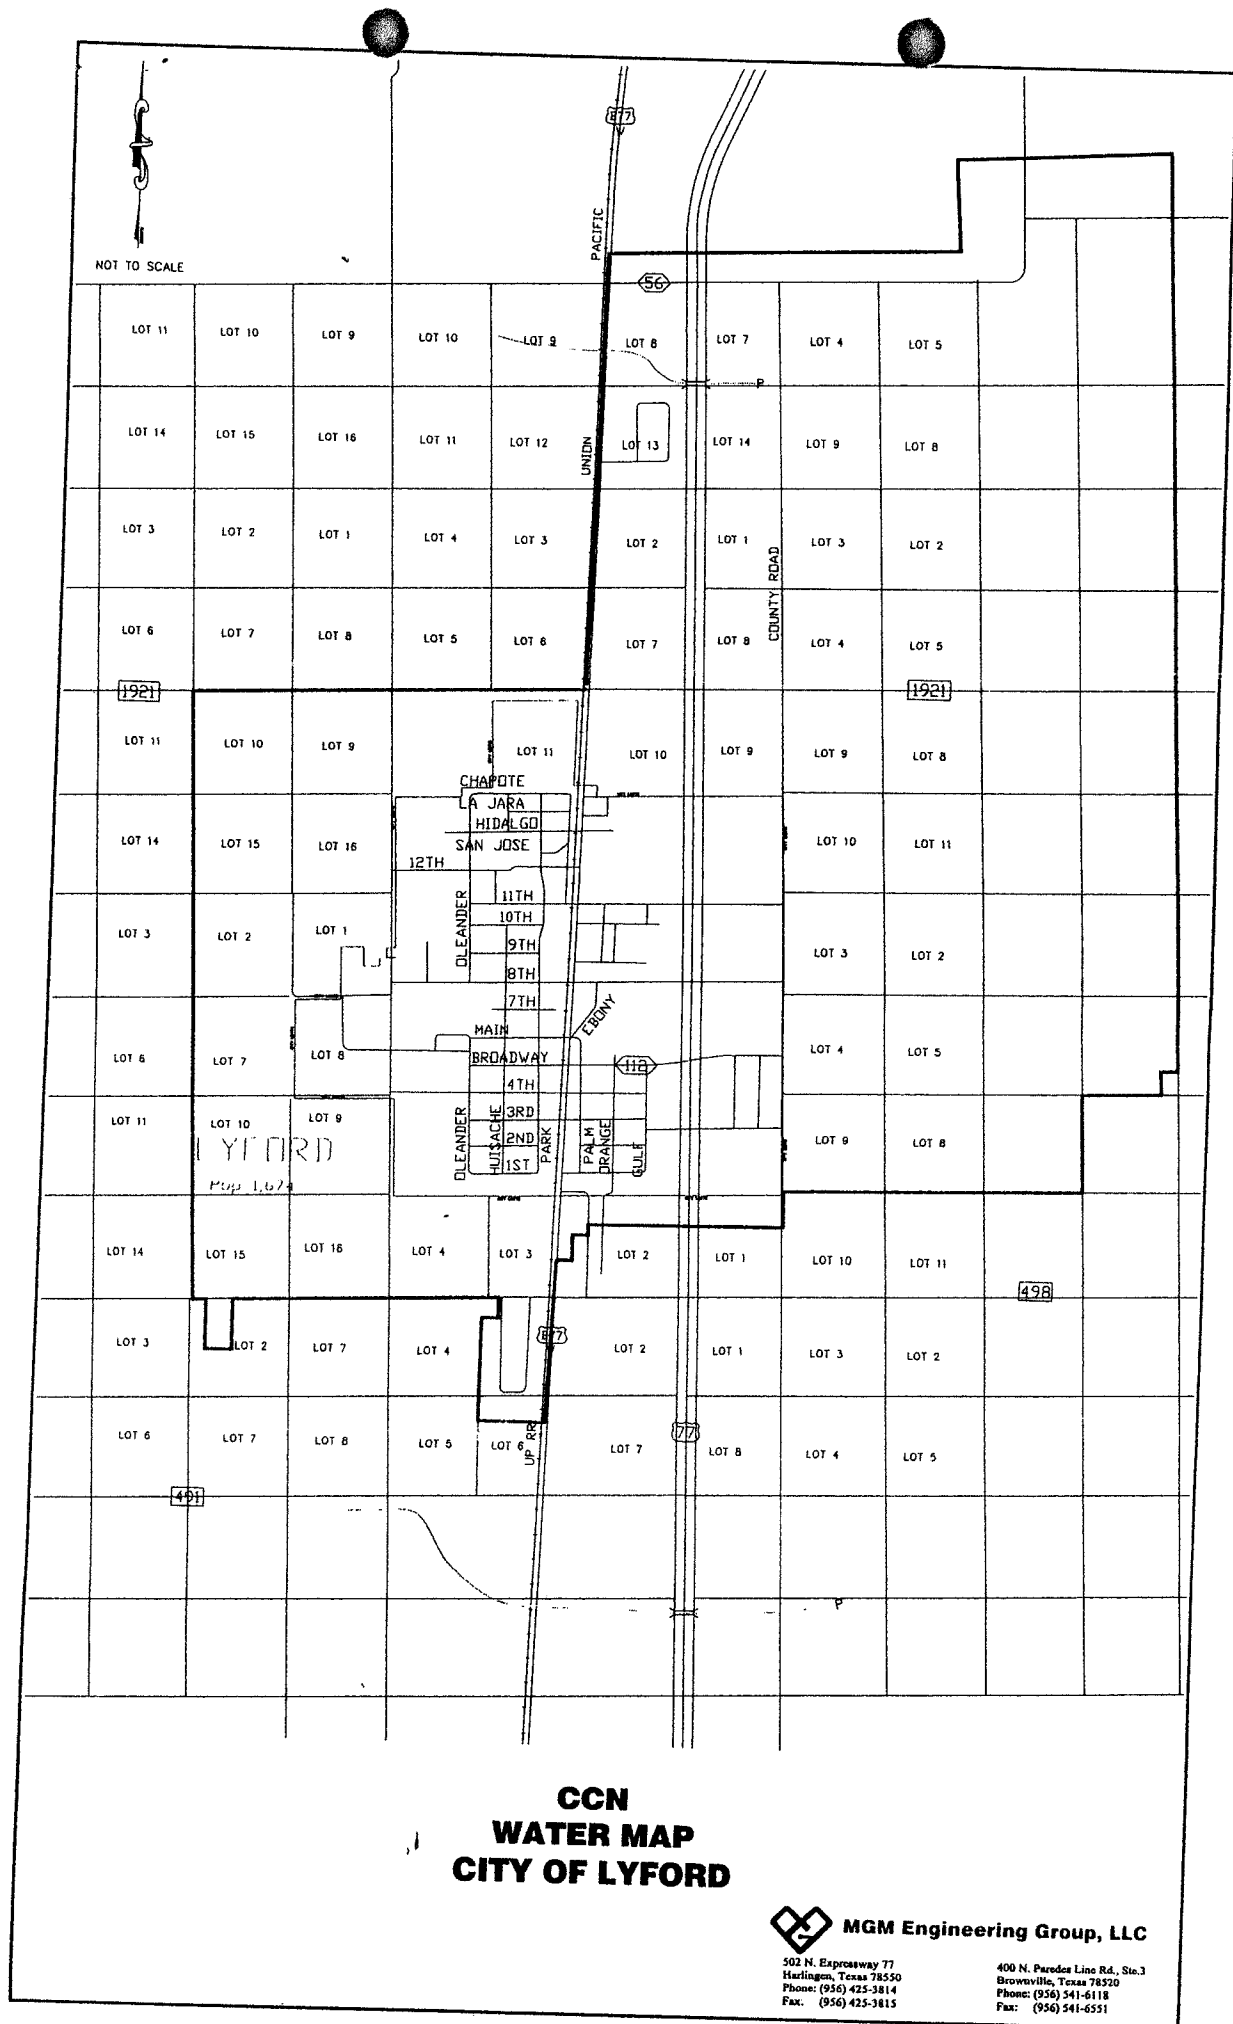 B77
PACIFIC
NOT TO SCALE
56
LOT 11
LOT 10
LOT 9
LOT 10
LOT 9
LOT 8
LOT 7
LOT 4
LOT 5
P
LOT 14
LOT 15
LOT 16
LOT 11
LOT 12
UNION
LOT 13
LOT 14
LOT 9
LOT 8
LOT 3
LOT 2
LOT 1
LOT 4
LOT 3
LOT 2
LOT 1
COUNTY ROAD
LOT 3
LOT 2
LOT 6
LOT 7
LOT 8
LOT 5
LOT 6
LOT 7
LOT 8
LOT 4
LOT 5
1921
1921
LOT 11
LOT 10
LOT 9
LOT 11
LOT 10
LOT 9
LOT 9
LOT 8
CHAPOTE
LA JARA
HIDALGO
SAN JOSE
12TH
LOT 14
LOT 15
LOT 16
LOT 10
LOT 11
OLEANDER
11TH
10TH
9TH
8TH
7TH
LOT 3
LOT 2
LOT 1
LOT 3
LOT 2
EBONY
MAIN
BROADWAY
112
4TH
3RD
2ND
1ST
LOT 6
LOT 7
LOT 8
LOT 4
LOT 5
LOT 11
LOT 10
LOT 9
OLEANDER
HUISACHE
PARK
PALM
ORANGE
GULF
LOT 9
LOT 8
LYFORD
Pop 1,674
LOT 14
LOT 15
LOT 16
LOT 4
LOT 3
LOT 2
LOT 1
LOT 10
LOT 11
498
B77
LOT 3
LOT 2
LOT 7
LOT 4
LOT 2
LOT 1
LOT 3
LOT 2
LOT 6
LOT 7
LOT 8
LOT 5
LOT 6
UP RR
LOT 7
77
LOT 8
LOT 4
LOT 5
491
P
CCN
WATER MAP
CITY OF LYFORD
MGM Engineering Group, LLC
502 N. Expressway 77
Harlingen, Texas 78550
Phone: (956) 425-3814
Fax: (956) 425-3815
400 N. Paredes Line Rd., Ste.3
Brownville, Texas 78520
Phone: (956) 541-6118
Fax: (956) 541-6551